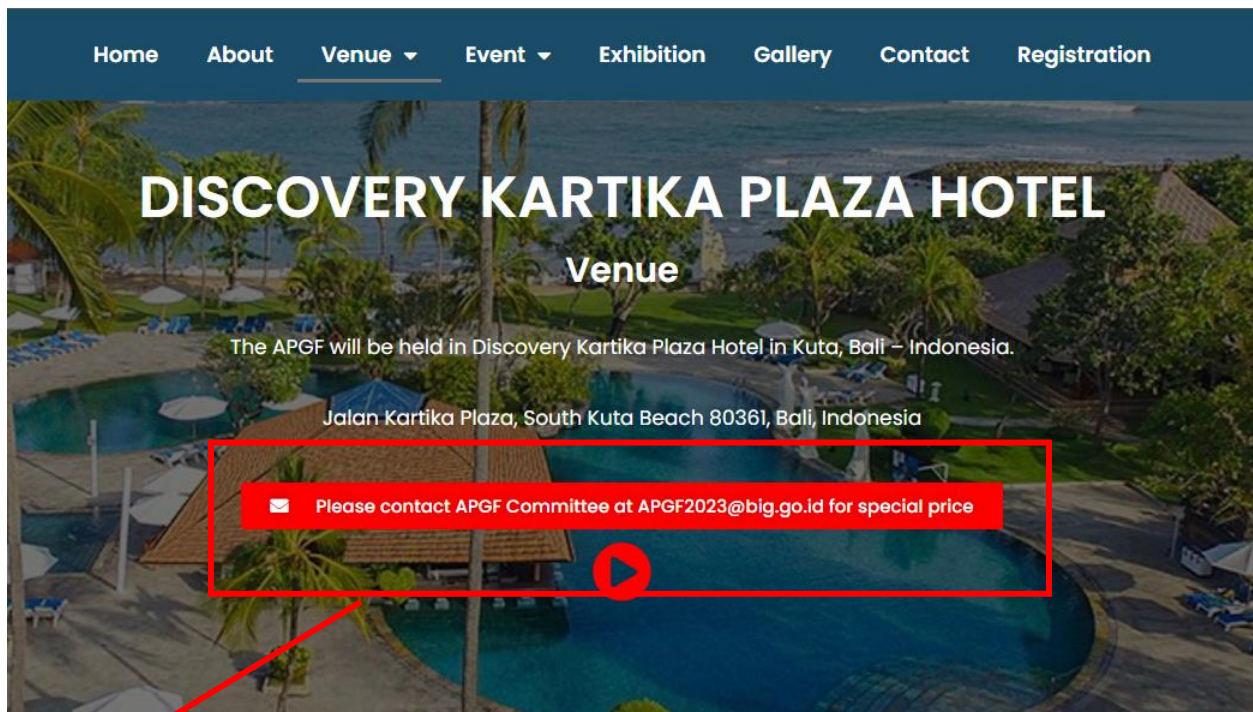 Home About Venue Event Exhibition Gallery Contact Registration
DISCOVERY KARTIKA PLAZA HOTEL
Venue
The APGF will be held in Discovery Kartika Plaza Hotel in Kuta, Bali – Indonesia.
Jalan Kartika Plaza, South Kuta Beach 80361, Bali, Indonesia
Please contact APGF Committee at APGF2023@big.go.id for special price